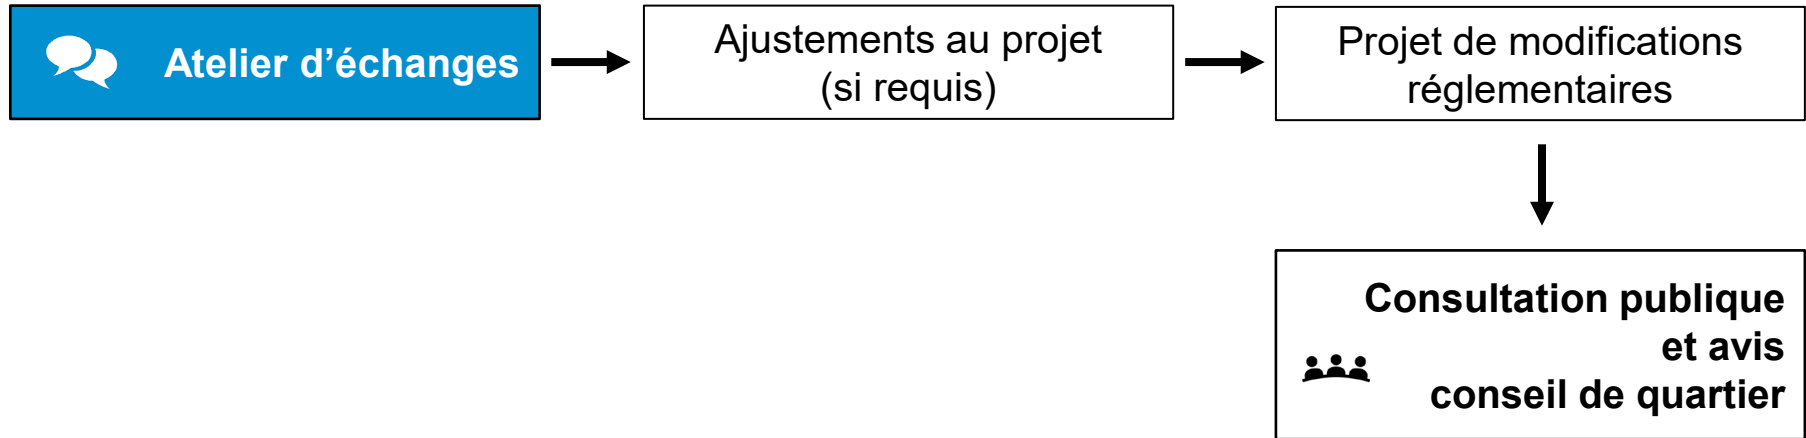 Atelier d’échanges
Ajustements au projet
(si requis)
Projet de modifications
réglementaires
Consultation publique
et avis
conseil de quartier